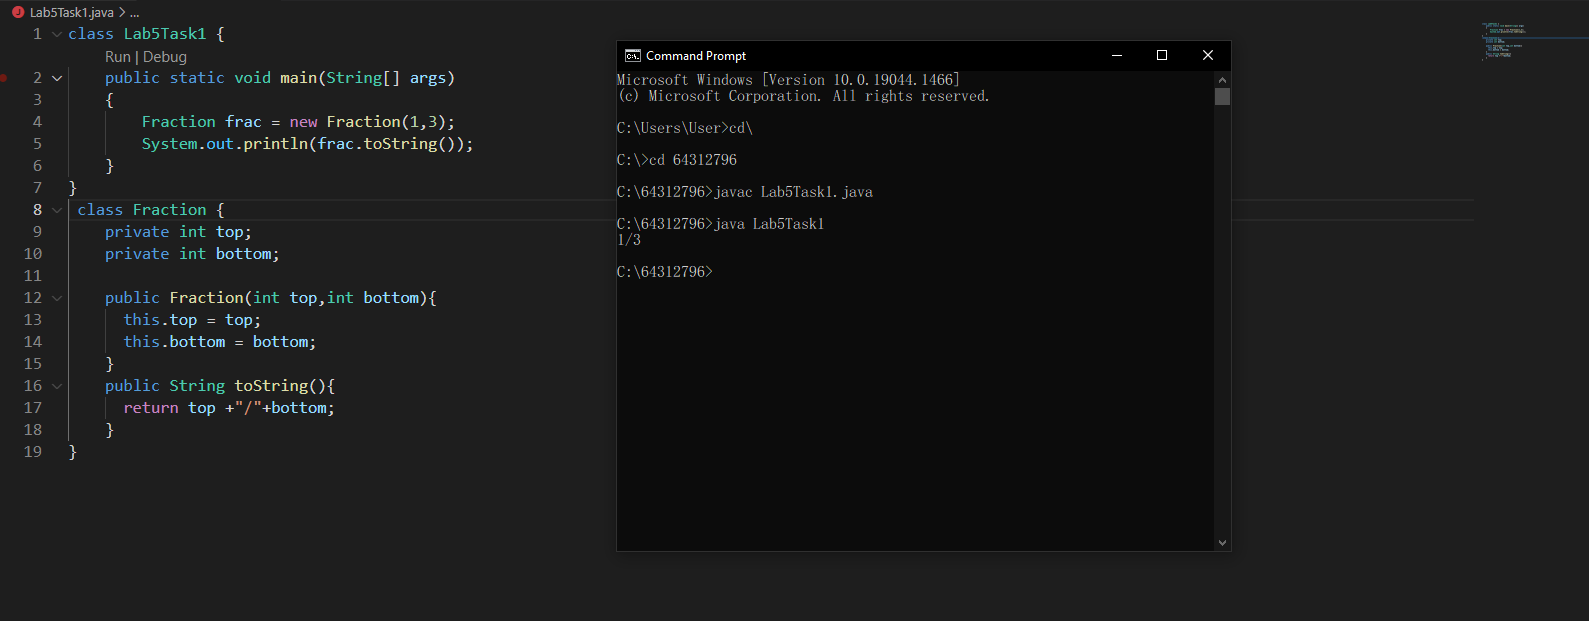 Lab5Task1.java > ...
1 class Lab5Task1 {
Run | Debug
2 public static void main(String[] args)
3 {
4 Fraction frac = new Fraction(1,3);
5 System.out.println(frac.toString());
6 }
7 }
8 class Fraction {
9 private int top;
10 private int bottom;
11
12 public Fraction(int top,int bottom){
13 this.top = top;
14 this.bottom = bottom;
15 }
16 public String toString(){
17 return top +"/"+bottom;
18 }
19 }
Command Prompt
Microsoft Windows [Version 10.0.19044.1466]
(c) Microsoft Corporation. All rights reserved.
C:\Users\User>cd\
C:\>cd 64312796
C:\64312796>javac Lab5Task1.java
C:\64312796>java Lab5Task1
1/3
C:\64312796>